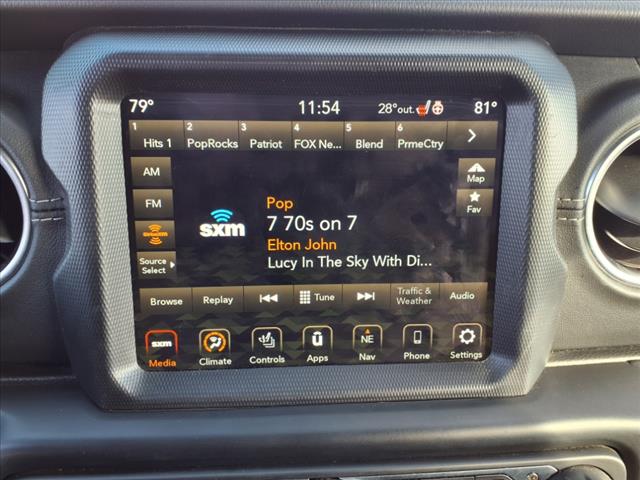 79° 11:54 28°out. 81°
1 2 3 4 5 6
Hits 1 PopRocks Patriot FOX Ne... Blend PrmeCtry
AM
Map
FM
Fav
Pop
7 70s on 7
sxm
Elton John
siriusxm
Lucy In The Sky With Di...
Source
Select
Browse Replay Tune Traffic & Weather Audio
sxm NE
Media Climate Controls Apps Nav Phone Settings